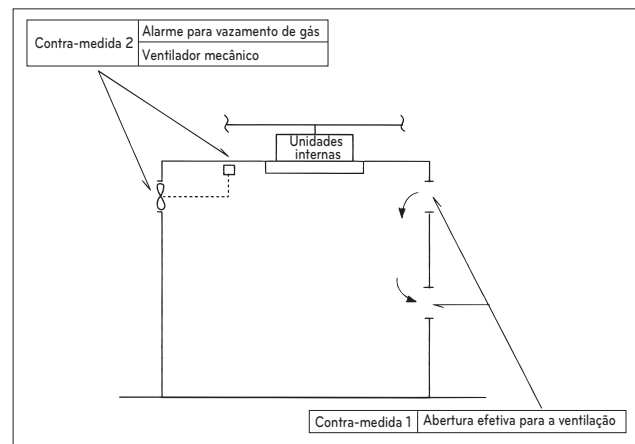 Contra-medida 2
Alarme para vazamento de gás
Ventilador mecânico
Unidades
internas
Contra-medida 1
Abertura efetiva para a ventilação